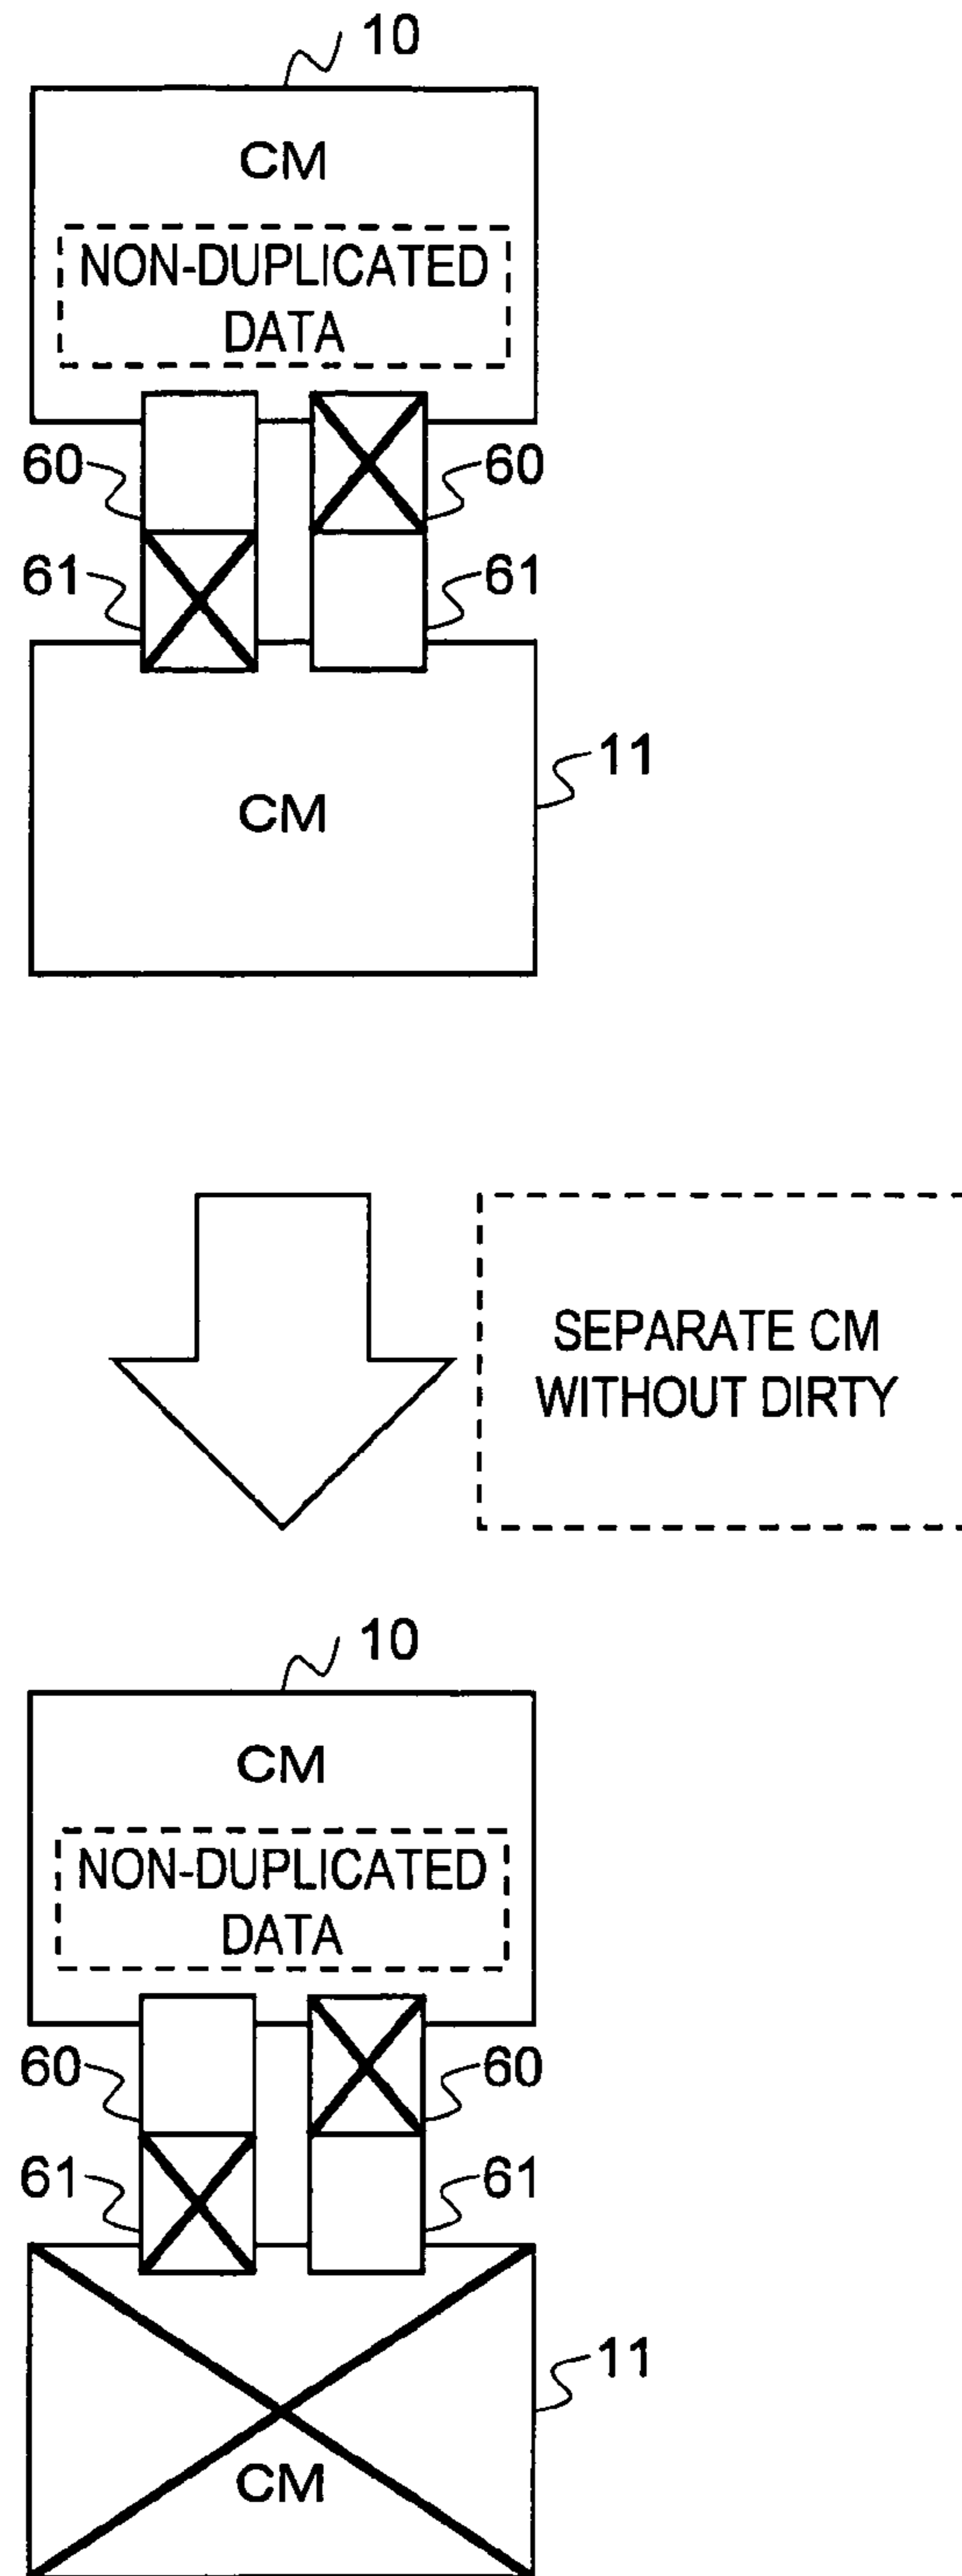 10
CM
NON-DUPLICATED
DATA
60
60
61
61
11
CM
SEPARATE CM
WITHOUT DIRTY
10
CM
NON-DUPLICATED
DATA
60
60
61
61
11
CM